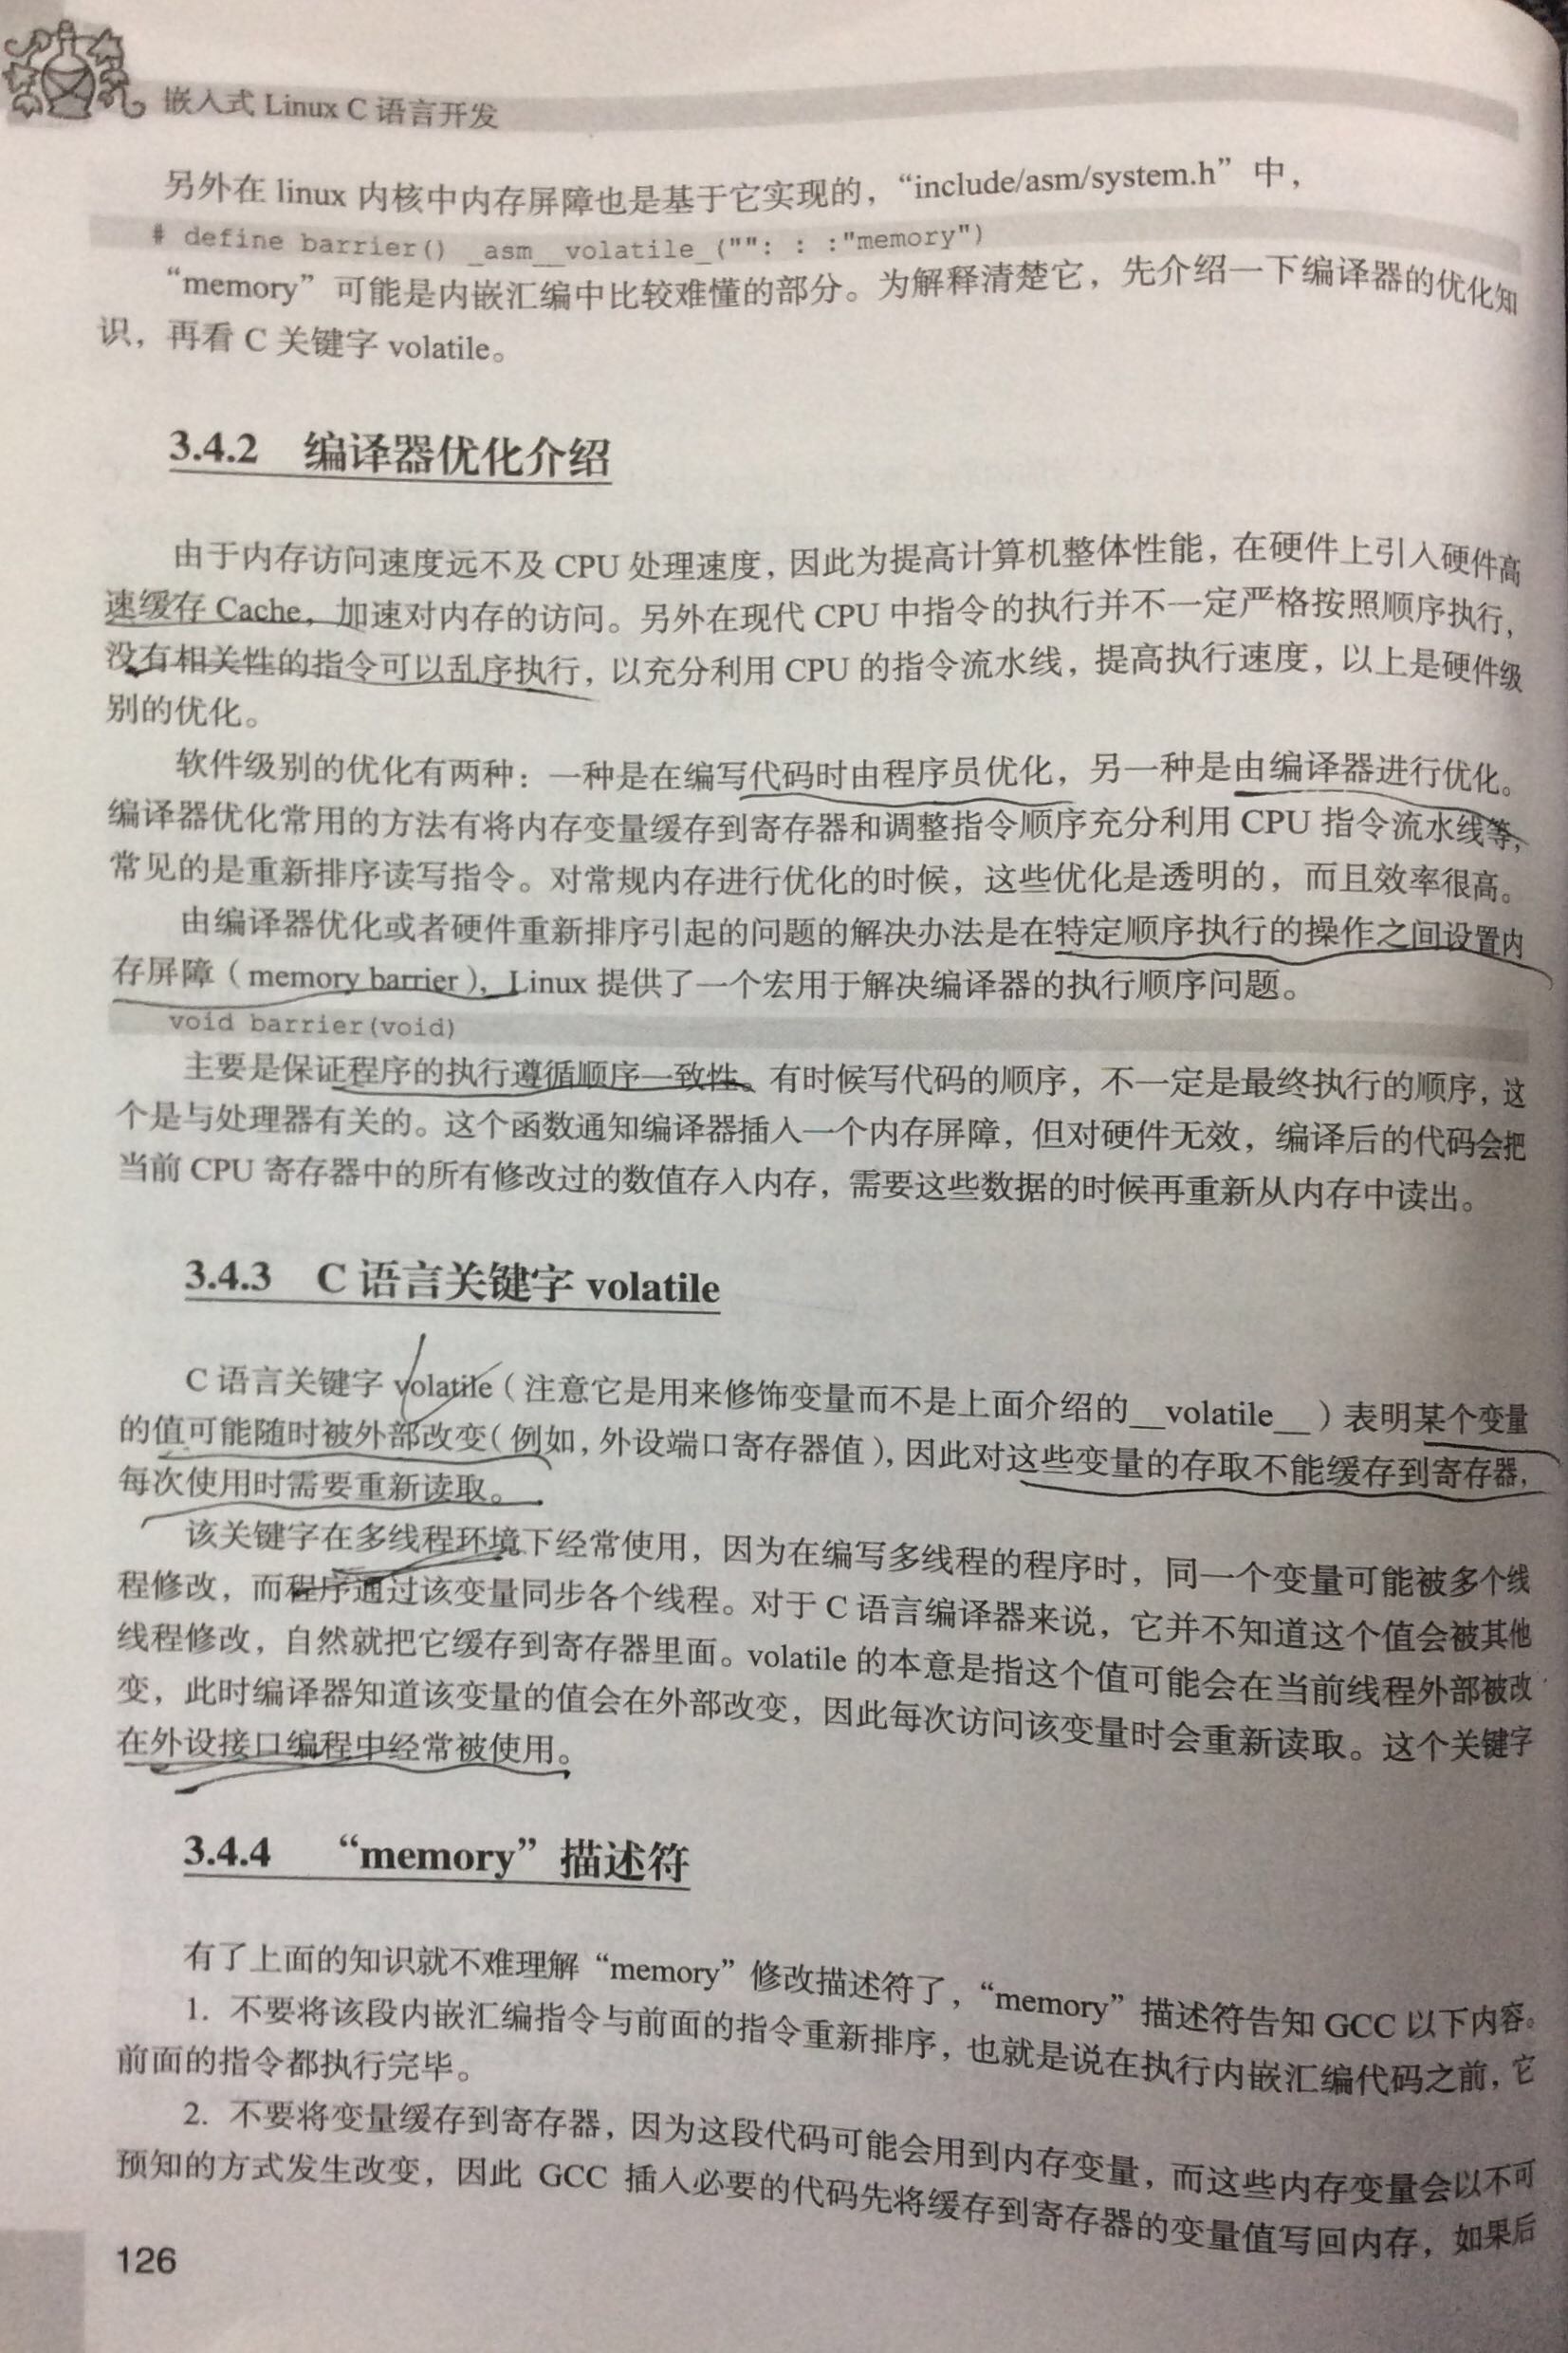 嵌入式 Linux C 语言开发
另外在 linux 内核中内存屏障也是基于它实现的，“include/asm/system.h”中，
# define barrier() _asm__volatile_("": : :"memory")
“memory”可能是内嵌汇编中比较难懂的部分。为解释清楚它，先介绍一下编译器的优化知
识，再看 C 关键字 volatile。
3.4.2 编译器优化介绍
由于内存访问速度远不及 CPU 处理速度，因此为提高计算机整体性能，在硬件上引入硬件高
速缓存 Cache，加速对内存的访问。另外在现代 CPU 中指令的执行并不一定严格按照顺序执行，
没有相关性的指令可以乱序执行，以充分利用 CPU 的指令流水线，提高执行速度，以上是硬件级
别的优化。
软件级别的优化有两种：一种是在编写代码时由程序员优化，另一种是由编译器进行优化。
编译器优化常用的方法有将内存变量缓存到寄存器和调整指令顺序充分利用 CPU 指令流水线等，
常见的是重新排序读写指令。对常规内存进行优化的时候，这些优化是透明的，而且效率很高。
由编译器优化或者硬件重新排序引起的问题的解决办法是在特定顺序执行的操作之间设置内
存屏障（memory barrier），Linux 提供了一个宏用于解决编译器的执行顺序问题。
void barrier(void)
主要是保证程序的执行遵循顺序一致性。有时候写代码的顺序，不一定是最终执行的顺序，这
个是与处理器有关的。这个函数通知编译器插入一个内存屏障，但对硬件无效，编译后的代码会把
当前 CPU 寄存器中的所有修改过的数值存入内存，需要这些数据的时候再重新从内存中读出。
3.4.3 C 语言关键字 volatile
C 语言关键字 volatile（注意它是用来修饰变量而不是上面介绍的__volatile__）表明某个变量
的值可能随时被外部改变（例如，外设端口寄存器值），因此对这些变量的存取不能缓存到寄存器，
每次使用时需要重新读取。
该关键字在多线程环境下经常使用，因为在编写多线程的程序时，同一个变量可能被多个线
程修改，而程序通过该变量同步各个线程。对于 C 语言编译器来说，它并不知道这个值会被其他
线程修改，自然就把它缓存到寄存器里面。volatile 的本意是指这个值可能会在当前线程外部被改
变，此时编译器知道该变量的值会在外部改变，因此每次访问该变量时会重新读取。这个关键字
在外设接口编程中经常被使用。
3.4.4 “memory”描述符
有了上面的知识就不难理解“memory”修改描述符了，“memory”描述符告知 GCC 以下内容。
1. 不要将该段内嵌汇编指令与前面的指令重新排序，也就是说在执行内嵌汇编代码之前，它
前面的指令都执行完毕。
2. 不要将变量缓存到寄存器，因为这段代码可能会用到内存变量，而这些内存变量会以不可
预知的方式发生改变，因此 GCC 插入必要的代码先将缓存到寄存器的变量值写回内存，如果后
126